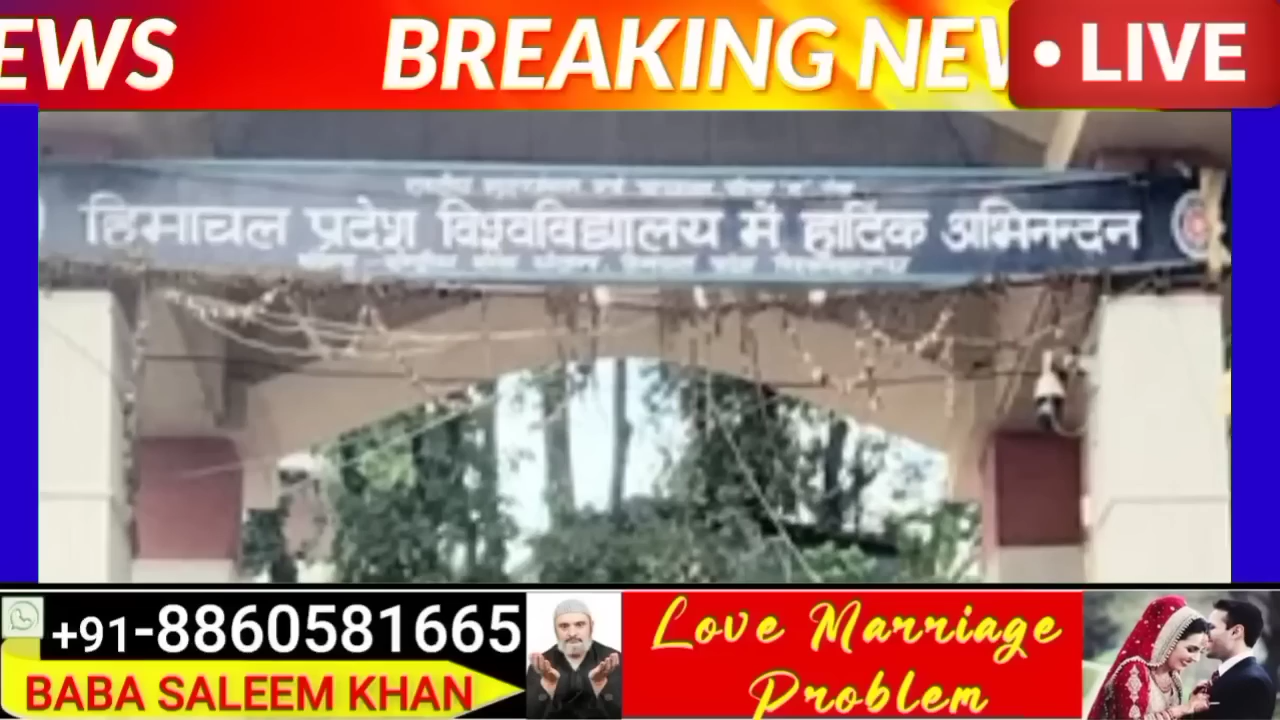 EWS BREAKING NEW
• LIVE
हिमाचल प्रदेश विश्वविद्यालय में हार्दिक अभिनन्दन
+91-8860581665
BABA SALEEM KHAN
Love Marriage
Problem